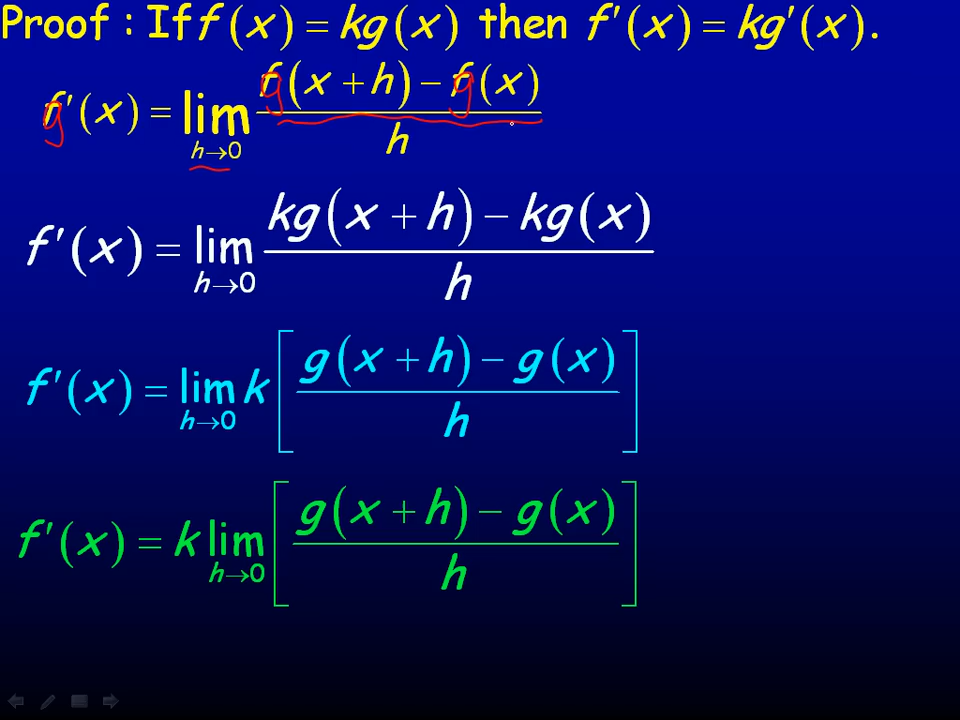 Proof : If f(x) = kg(x) then f′(x) = kg′(x).
f′(x) = lim h→0 f(x + h) − f(x) / h
g g g
f′(x) = lim h→0 kg(x + h) − kg(x) / h
f′(x) = lim h→0 k[g(x + h) − g(x) / h]
f′(x) = k lim h→0 [g(x + h) − g(x) / h]